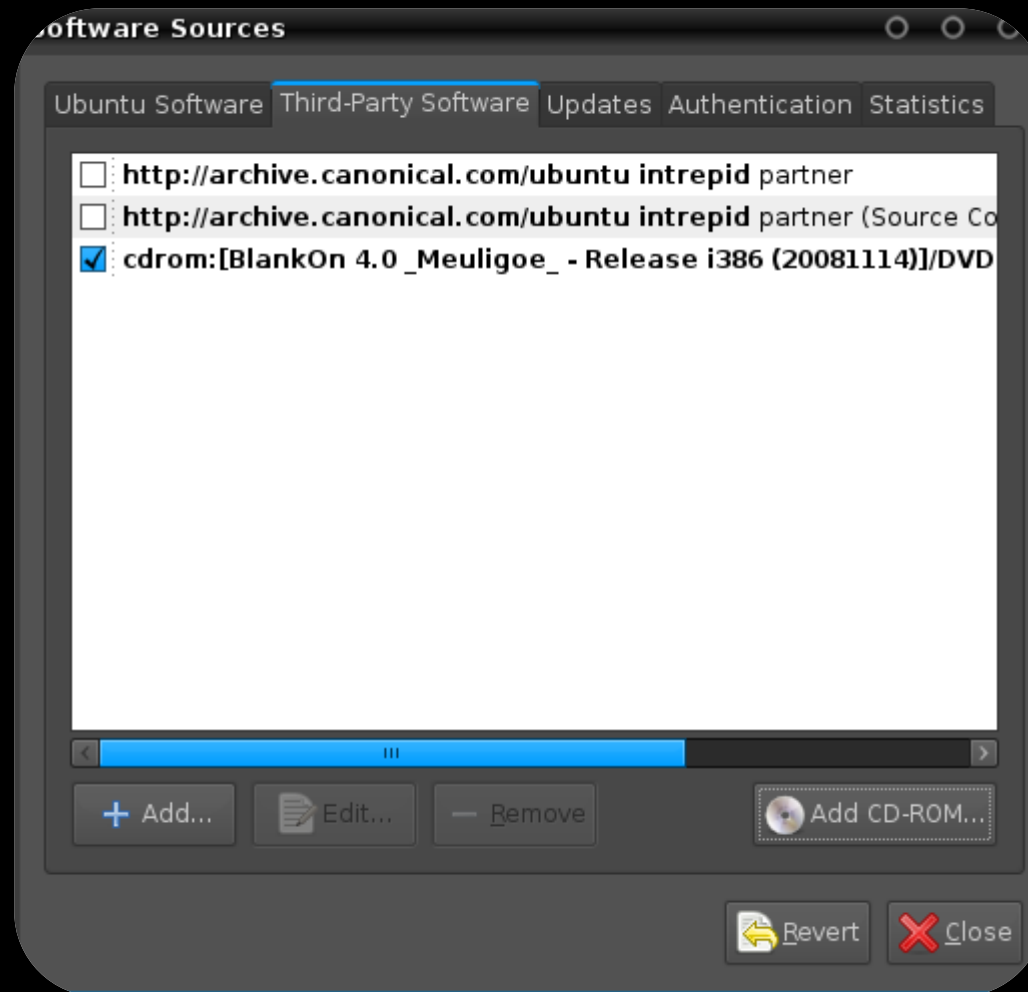 Software Sources
Ubuntu Software Third-Party Software Updates Authentication Statistics
http://archive.canonical.com/ubuntu intrepid partner
http://archive.canonical.com/ubuntu intrepid partner (Source Co
cdrom:[BlankOn 4.0 _Meuligoe_ - Release i386 (20081114)]/DVD
Add... Edit... Remove Add CD-ROM...
Revert Close